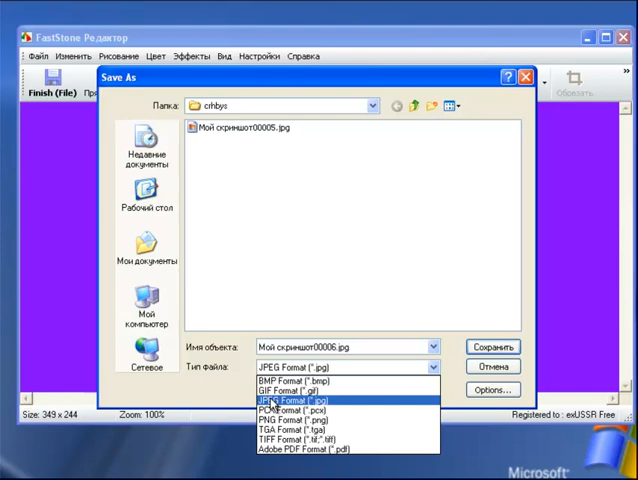 FastStone Редактор
Файл Изменить Рисование Цвет Эффекты Вид Настройки Справка
Finish (File)
Обрезать
»
Save As
Папка: crhbys
Мой скриншот00005.jpg
Недавние
документы
Рабочий стол
Мои документы
Мой
компьютер
Сетевое
Имя объекта: Мой скриншот00006.jpg Сохранить
Тип файла: JPEG Format (*.jpg) Отмена
BMP Format (*.bmp)
GIF Format (*.gif) Options...
JPEG Format (*.jpg)
PCX Format (*.pcx)
PNG Format (*.png)
TGA Format (*.tga)
TIFF Format (*.tif;*.tiff)
Adobe PDF Format (*.pdf)
Size: 349 x 244 Zoom: 100% Registered to : exUSSR Free
Microsoft